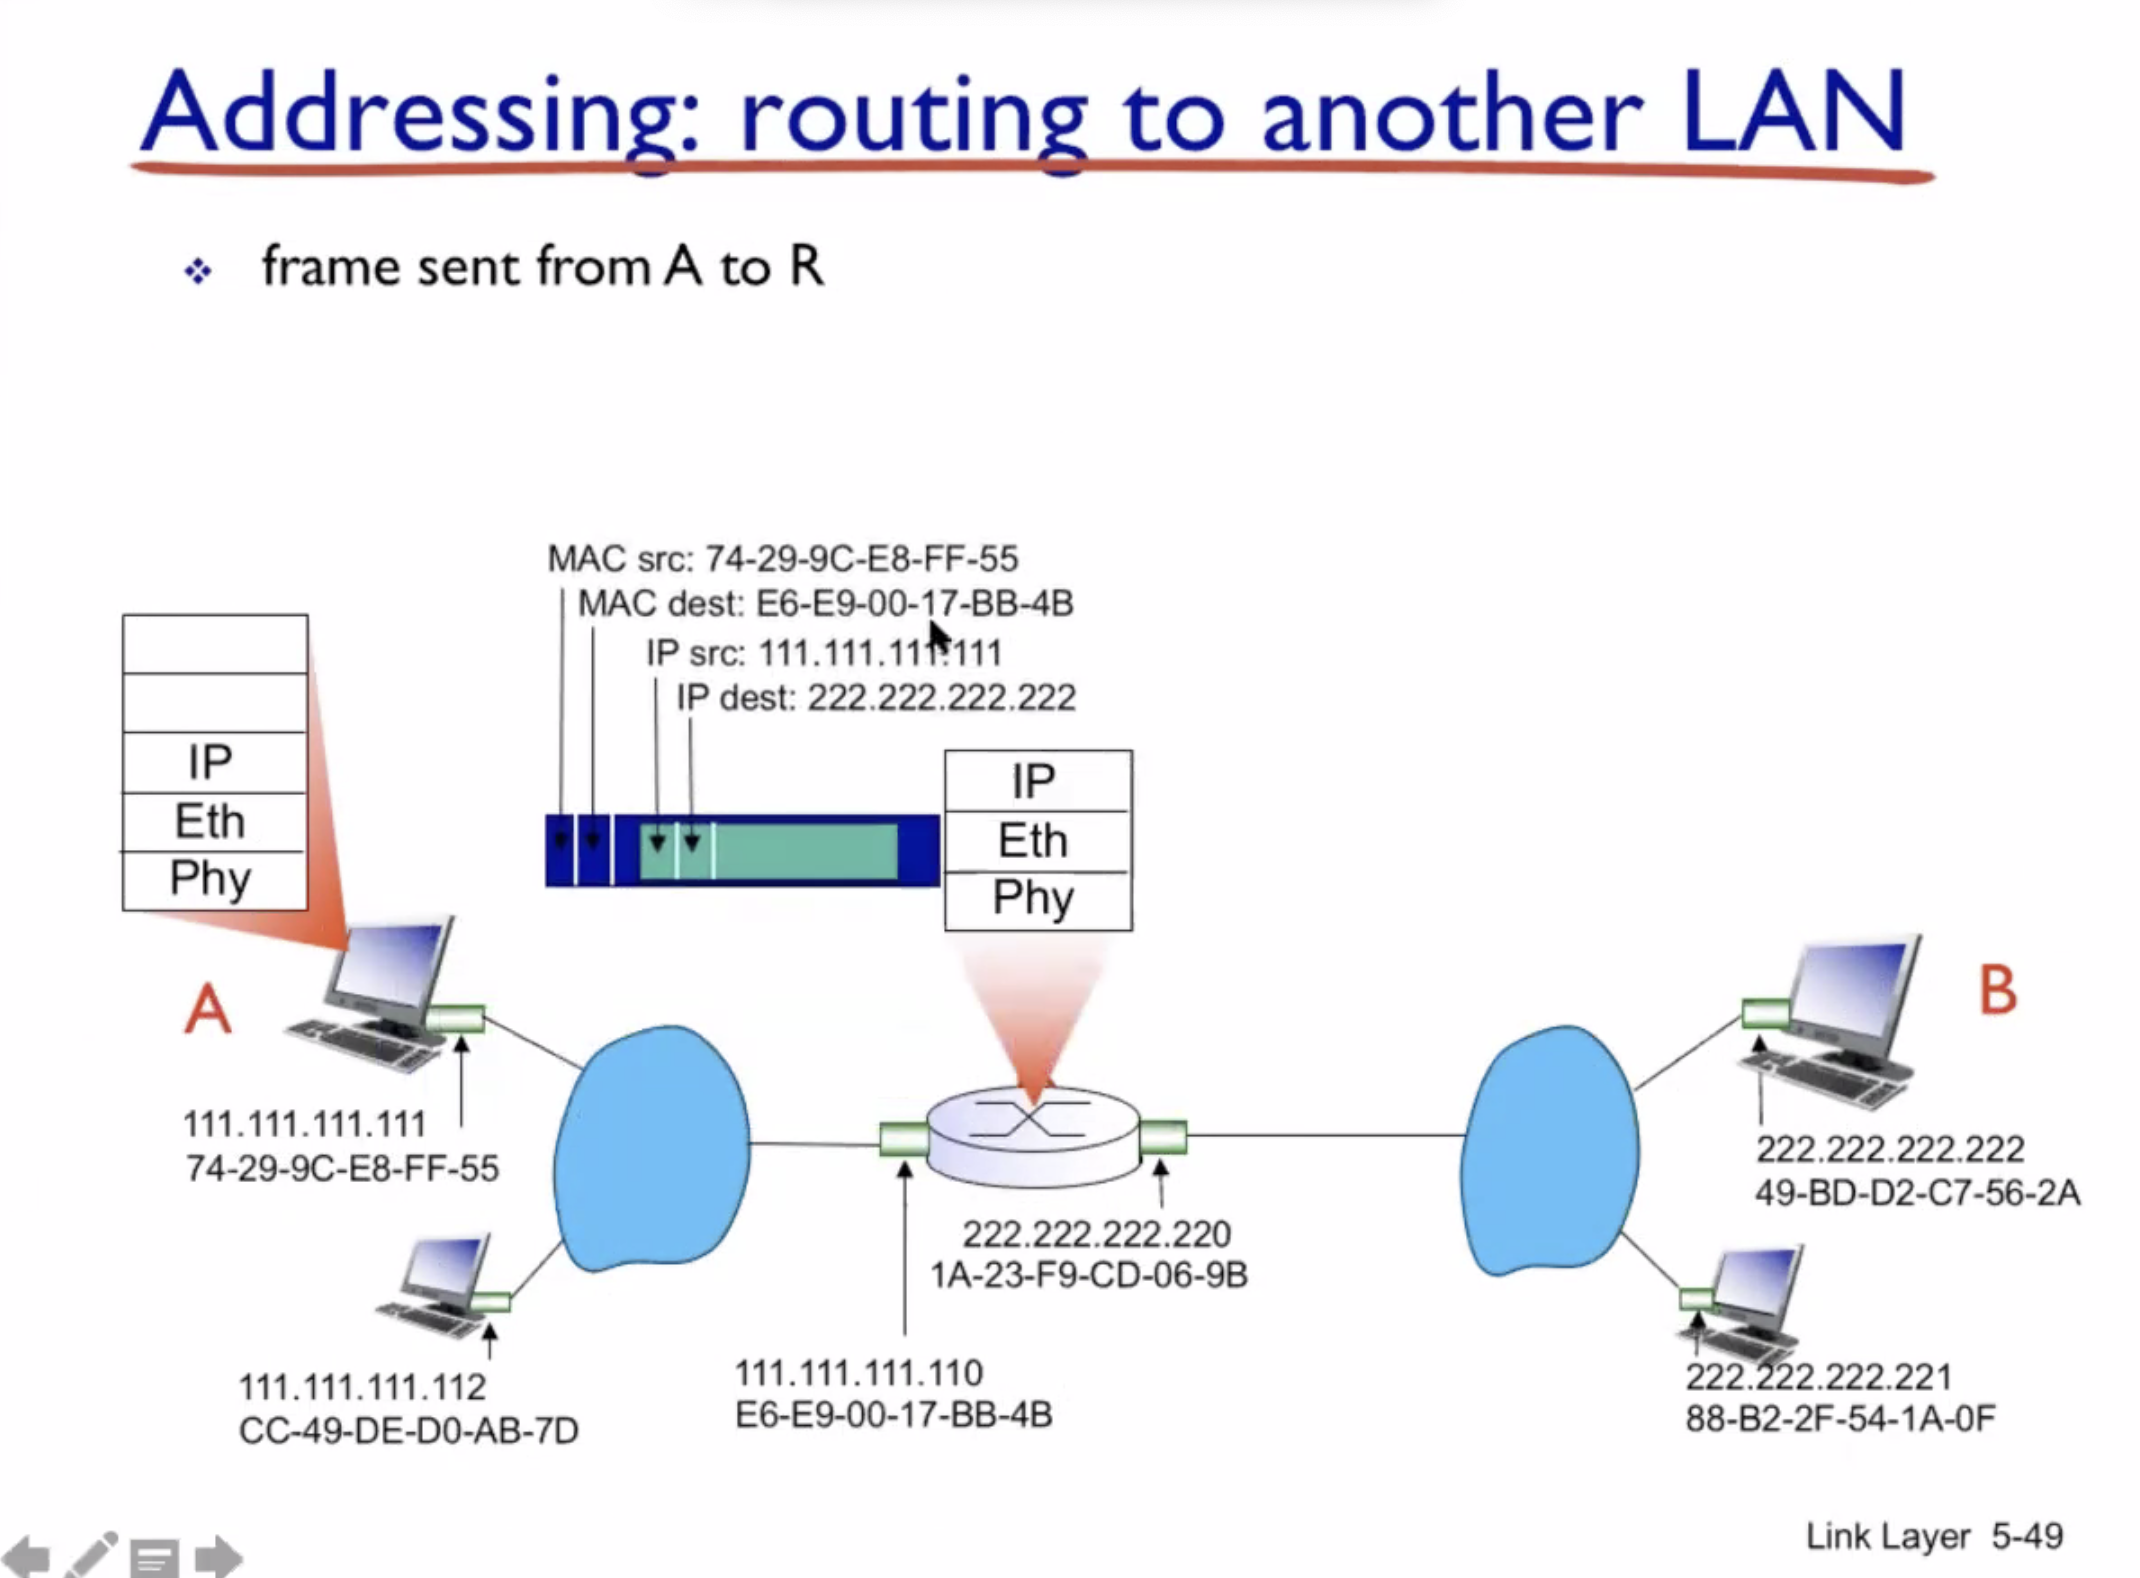 Addressing: routing to another LAN
frame sent from A to R
MAC src: 74-29-9C-E8-FF-55
MAC dest: E6-E9-00-17-BB-4B
IP src: 111.111.111.111
IP dest: 222.222.222.222
IP
Eth
Phy
IP
Eth
Phy
A
B
111.111.111.111
74-29-9C-E8-FF-55
222.222.222.222
49-BD-D2-C7-56-2A
222.222.222.220
1A-23-F9-CD-06-9B
111.111.111.112
CC-49-DE-D0-AB-7D
111.111.111.110
E6-E9-00-17-BB-4B
222.222.222.221
88-B2-2F-54-1A-0F
Link Layer 5-49